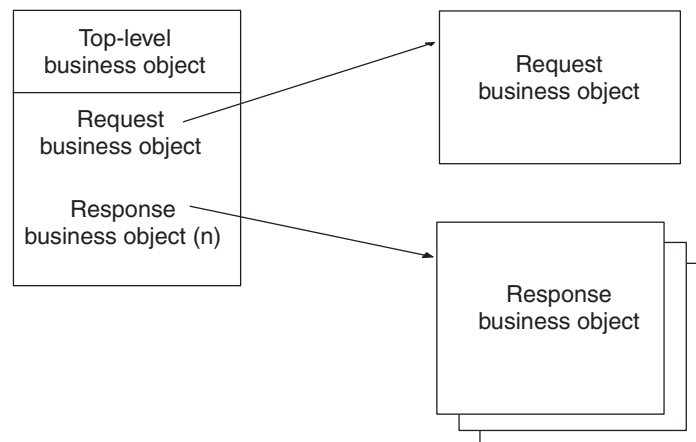 Top-level
business object
Request
business object
Response
business object (n)
Request
business object
Response
business object